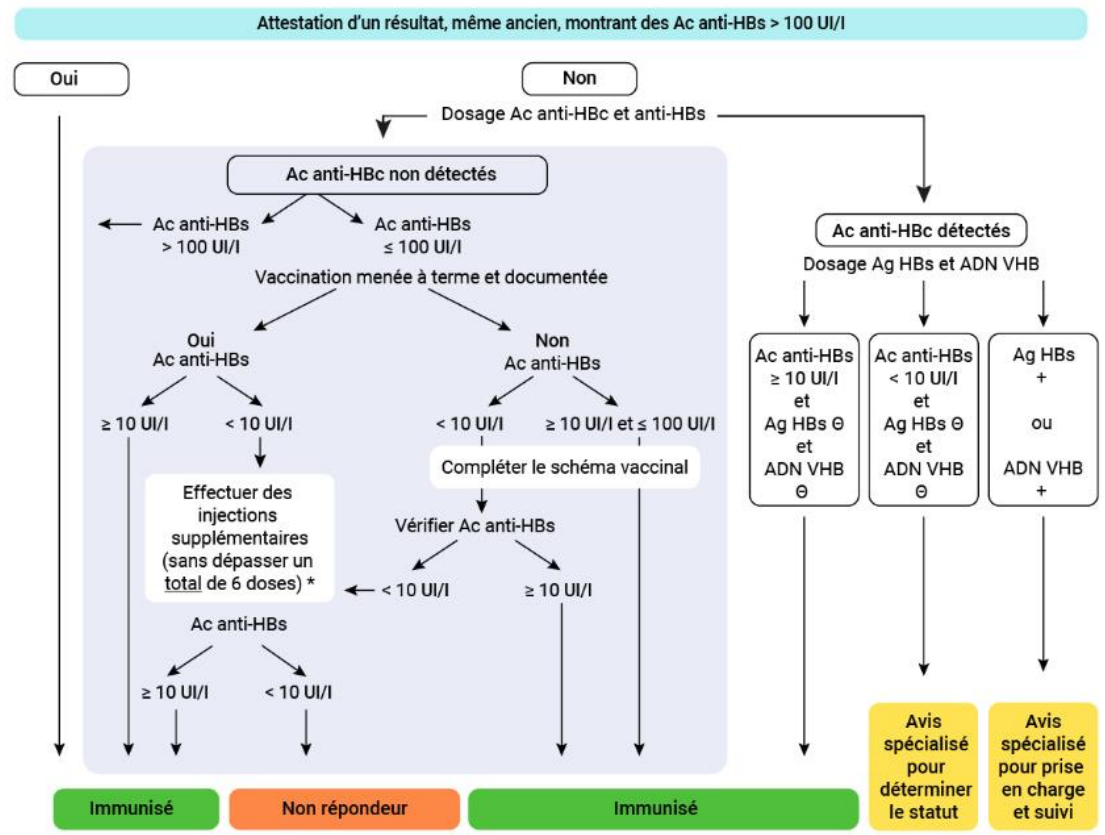 Attestation d'un résultat, même ancien, montrant des Ac anti-HBs > 100 UI/l
Oui
Non
Dosage Ac anti-HBc et anti-HBs
Ac anti-HBc non détectés
Ac anti-HBs
> 100 UI/l
Ac anti-HBs
≤ 100 UI/l
Vaccination menée à terme et documentée
Oui
Ac anti-HBs
Non
Ac anti-HBs
≥ 10 UI/l
< 10 UI/l
< 10 UI/l
≥ 10 UI/l et ≤ 100 UI/l
Compléter le schéma vaccinal
Effectuer des
injections
supplémentaires
(sans dépasser un
total de 6 doses) *
Vérifier Ac anti-HBs
< 10 UI/l
≥ 10 UI/l
Ac anti-HBs
≥ 10 UI/l
< 10 UI/l
Ac anti-HBc détectés
Dosage Ag HBs et ADN VHB
Ac anti-HBs
≥ 10 UI/l
et
Ag HBs Θ
et
ADN VHB
Θ
Ac anti-HBs
< 10 UI/l
et
Ag HBs Θ
et
ADN VHB
Θ
Ag HBs
+
ou
ADN VHB
+
Immunisé
Non répondeur
Immunisé
Avis
spécialisé
pour
déterminer
le statut
Avis
spécialisé
pour prise
en charge
et suivi